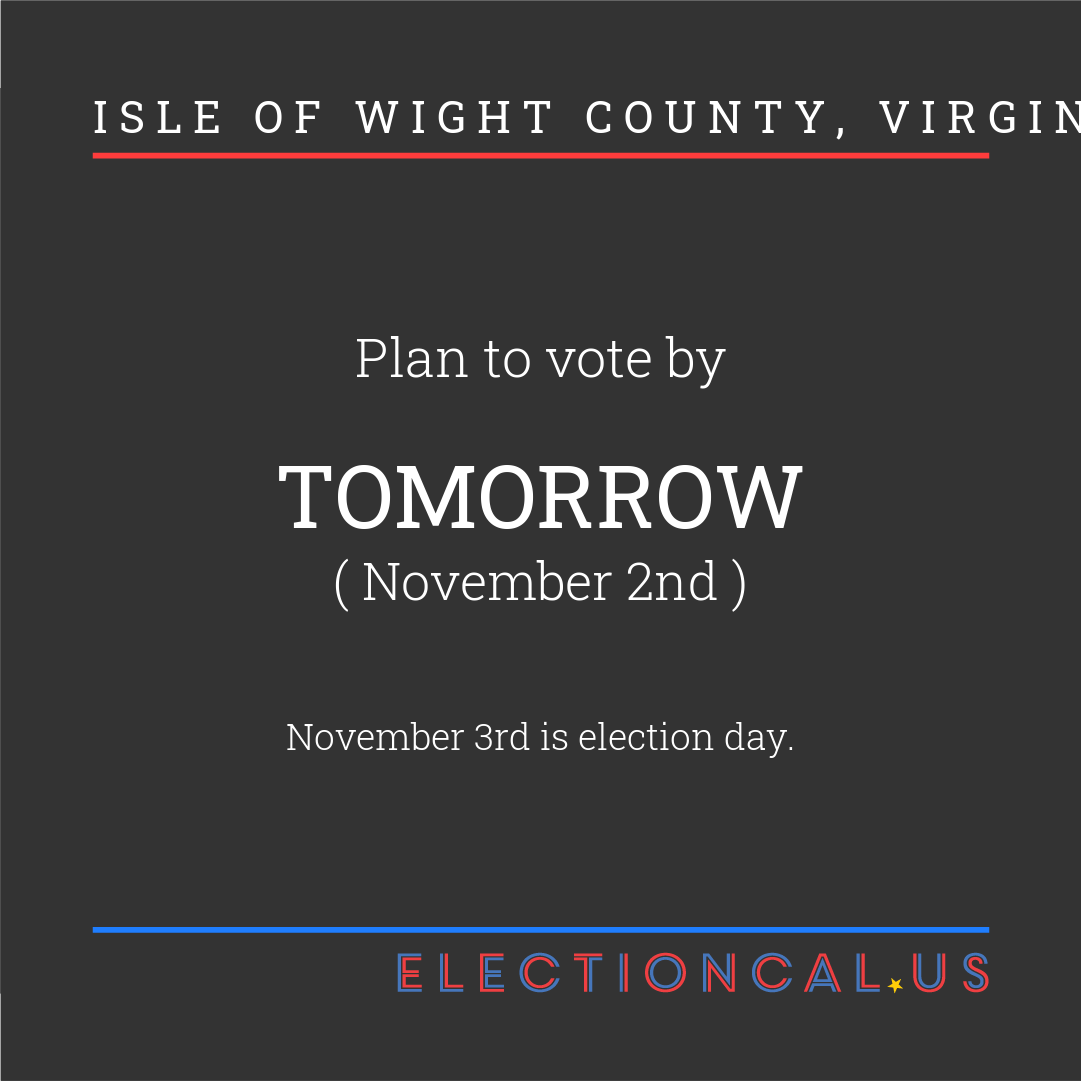 ISLE OF WIGHT COUNTY, VIRGIN
Plan to vote by
TOMORROW
( November 2nd )
November 3rd is election day.
ELECTIONCAL.US